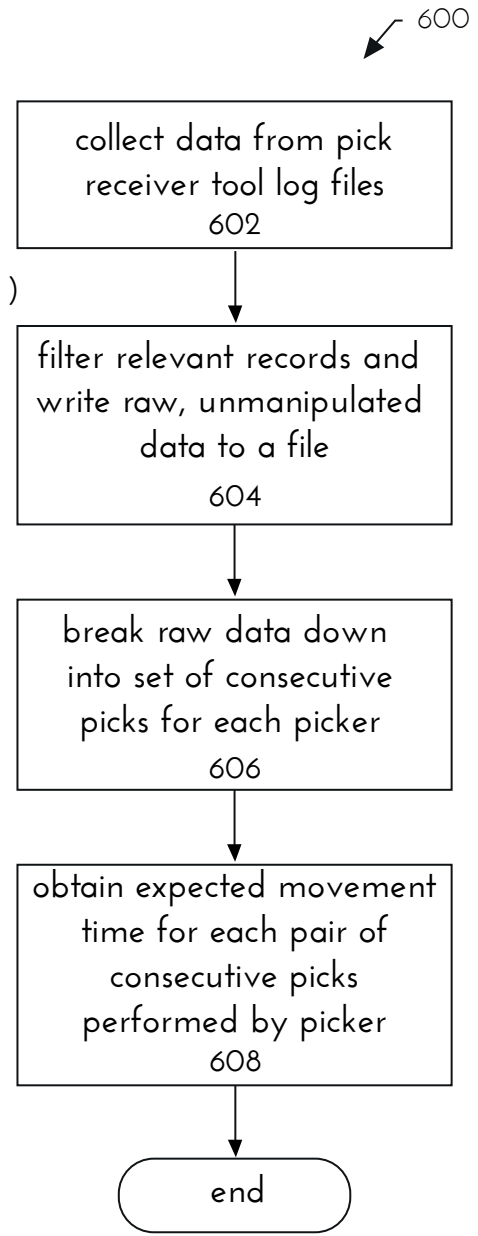 600
collect data from pick
receiver tool log files
602
)
filter relevant records and
write raw, unmanipulated
data to a file
604
break raw data down
into set of consecutive
picks for each picker
606
obtain expected movement
time for each pair of
consecutive picks
performed by picker
608
end